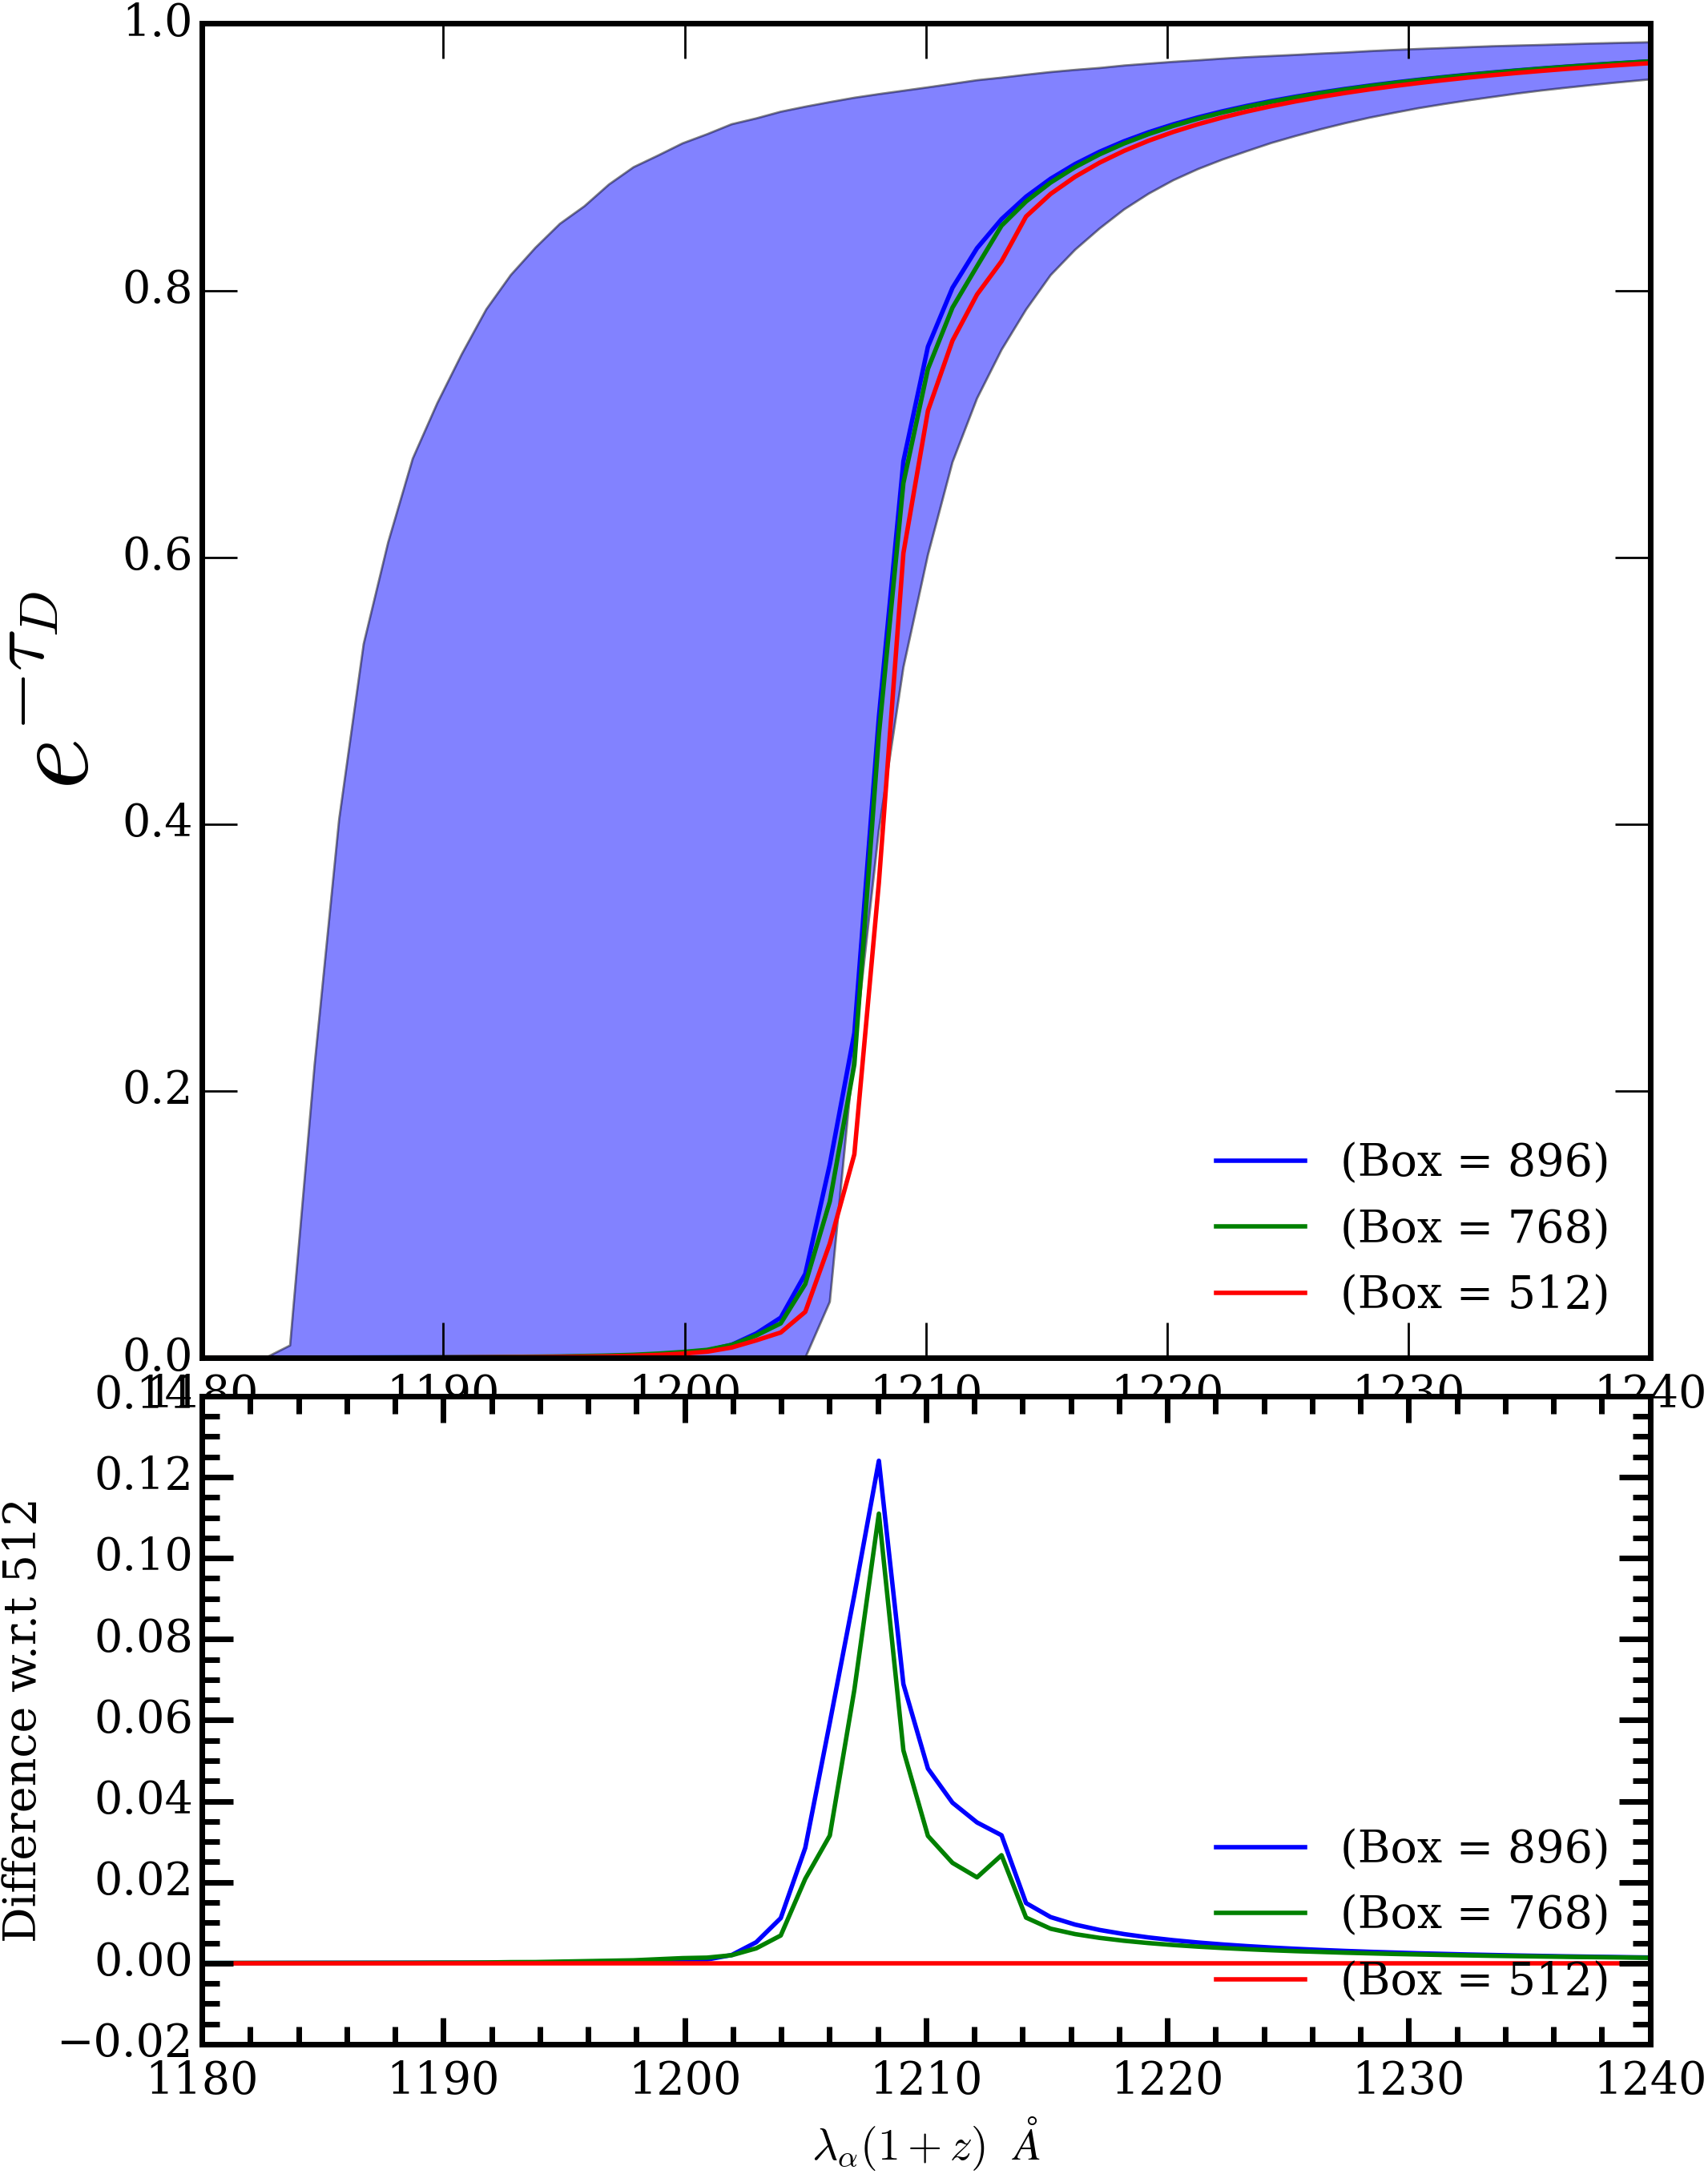 1.0
0.8
0.6
0.4
0.2
0.0
e^{-τ_D}
(Box = 896)
(Box = 768)
(Box = 512)
1180 1190 1200 1210 1220 1230 1240
0.14
0.12
0.10
0.08
0.06
0.04
0.02
0.00
−0.02
Difference w.r.t 512
(Box = 896)
(Box = 768)
(Box = 512)
1180 1190 1200 1210 1220 1230 1240
λ_α(1+z) Å